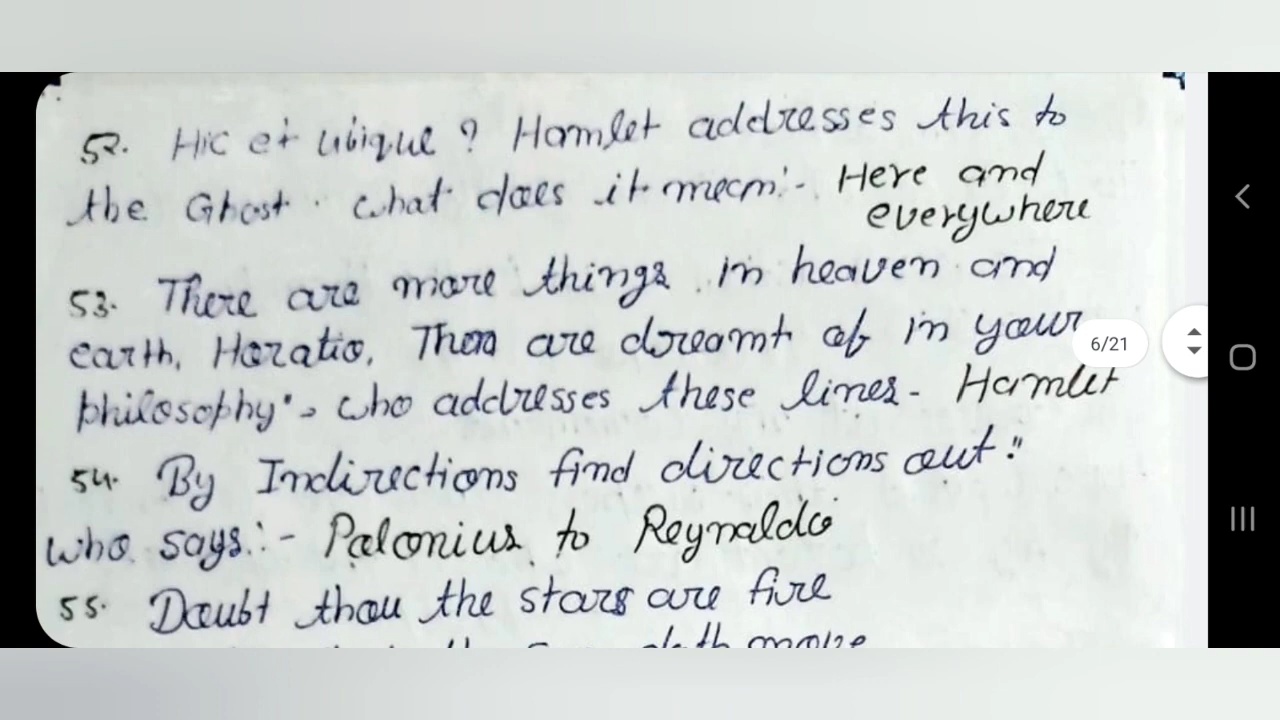 52. Hic et Ubique? Hamlet addresses this to
the Ghost. what does it mean:- Here and
everywhere
53. There are more things in heaven and
earth, Horatio, Than are dreamt of in your
6/21
philosophy". who addresses these lines - Hamlet
54. By Indirections find directions out:"
who says:- Polonius to Reynaldo
55. Doubt thou the stars are fire